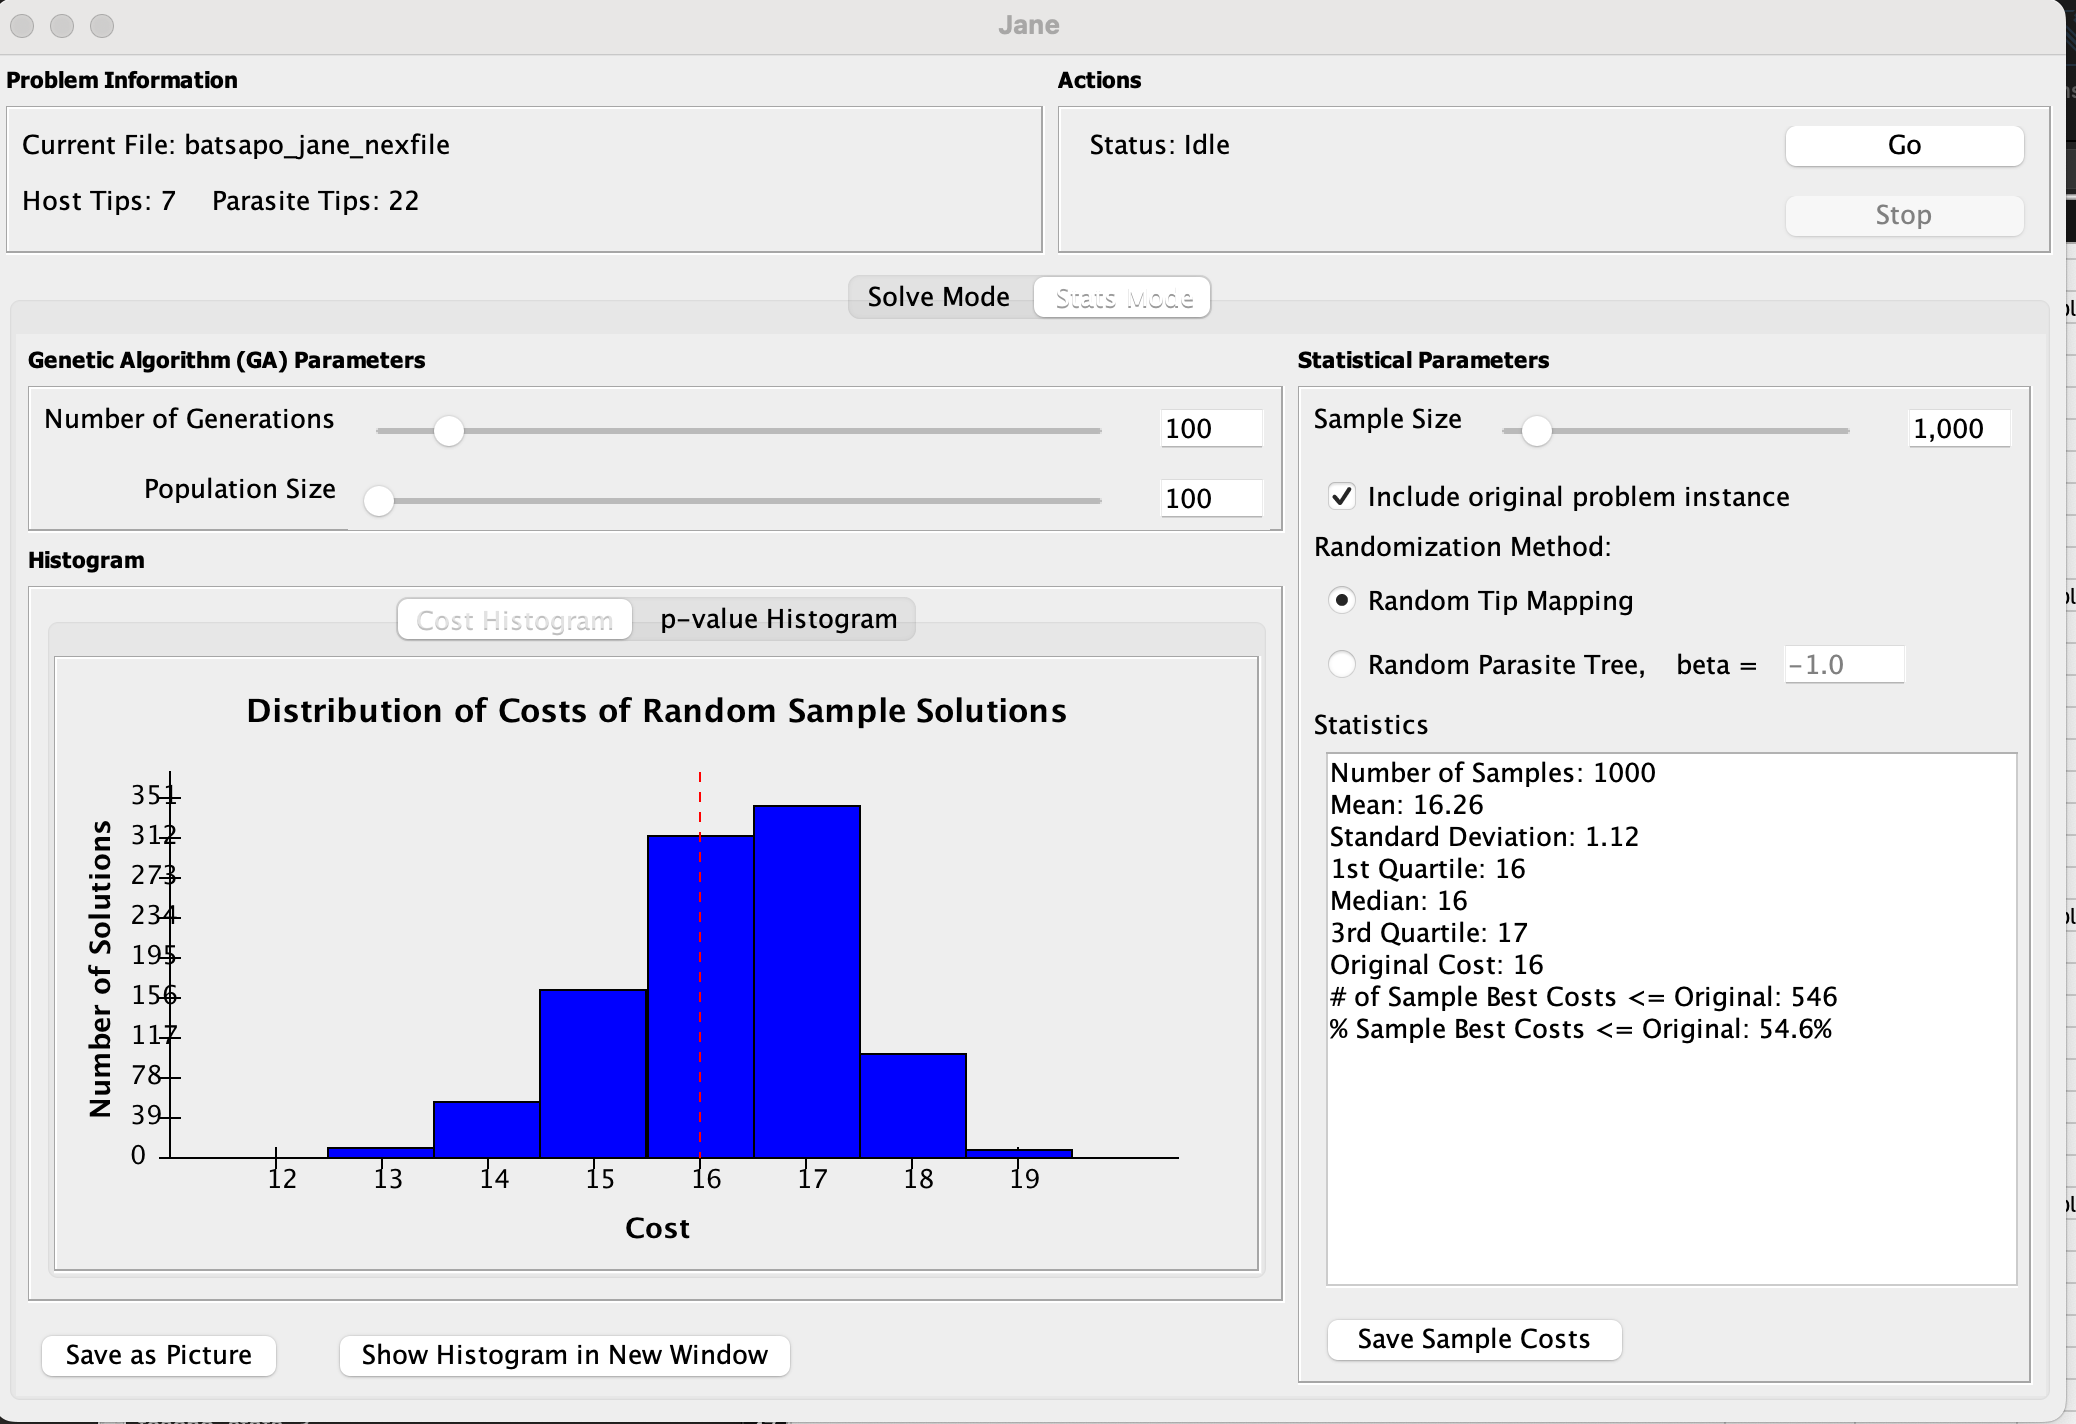 Jane
Problem Information
Current File: batsapo_jane_nexfile
Host Tips: 7 Parasite Tips: 22
Actions
Status: Idle
Go
Stop
Solve Mode
Stats Mode
Genetic Algorithm (GA) Parameters
Number of Generations 100
Population Size 100
Histogram
Cost Histogram
p-value Histogram
Distribution of Costs of Random Sample Solutions
Number of Solutions
351
312
273
234
195
156
117
78
39
0
12 13 14 15 16 17 18 19
Cost
Save as Picture
Show Histogram in New Window
Statistical Parameters
Sample Size 1,000
Include original problem instance
Randomization Method:
Random Tip Mapping
Random Parasite Tree, beta = -1.0
Statistics
Number of Samples: 1000
Mean: 16.26
Standard Deviation: 1.12
1st Quartile: 16
Median: 16
3rd Quartile: 17
Original Cost: 16
# of Sample Best Costs <= Original: 546
% Sample Best Costs <= Original: 54.6%
Save Sample Costs